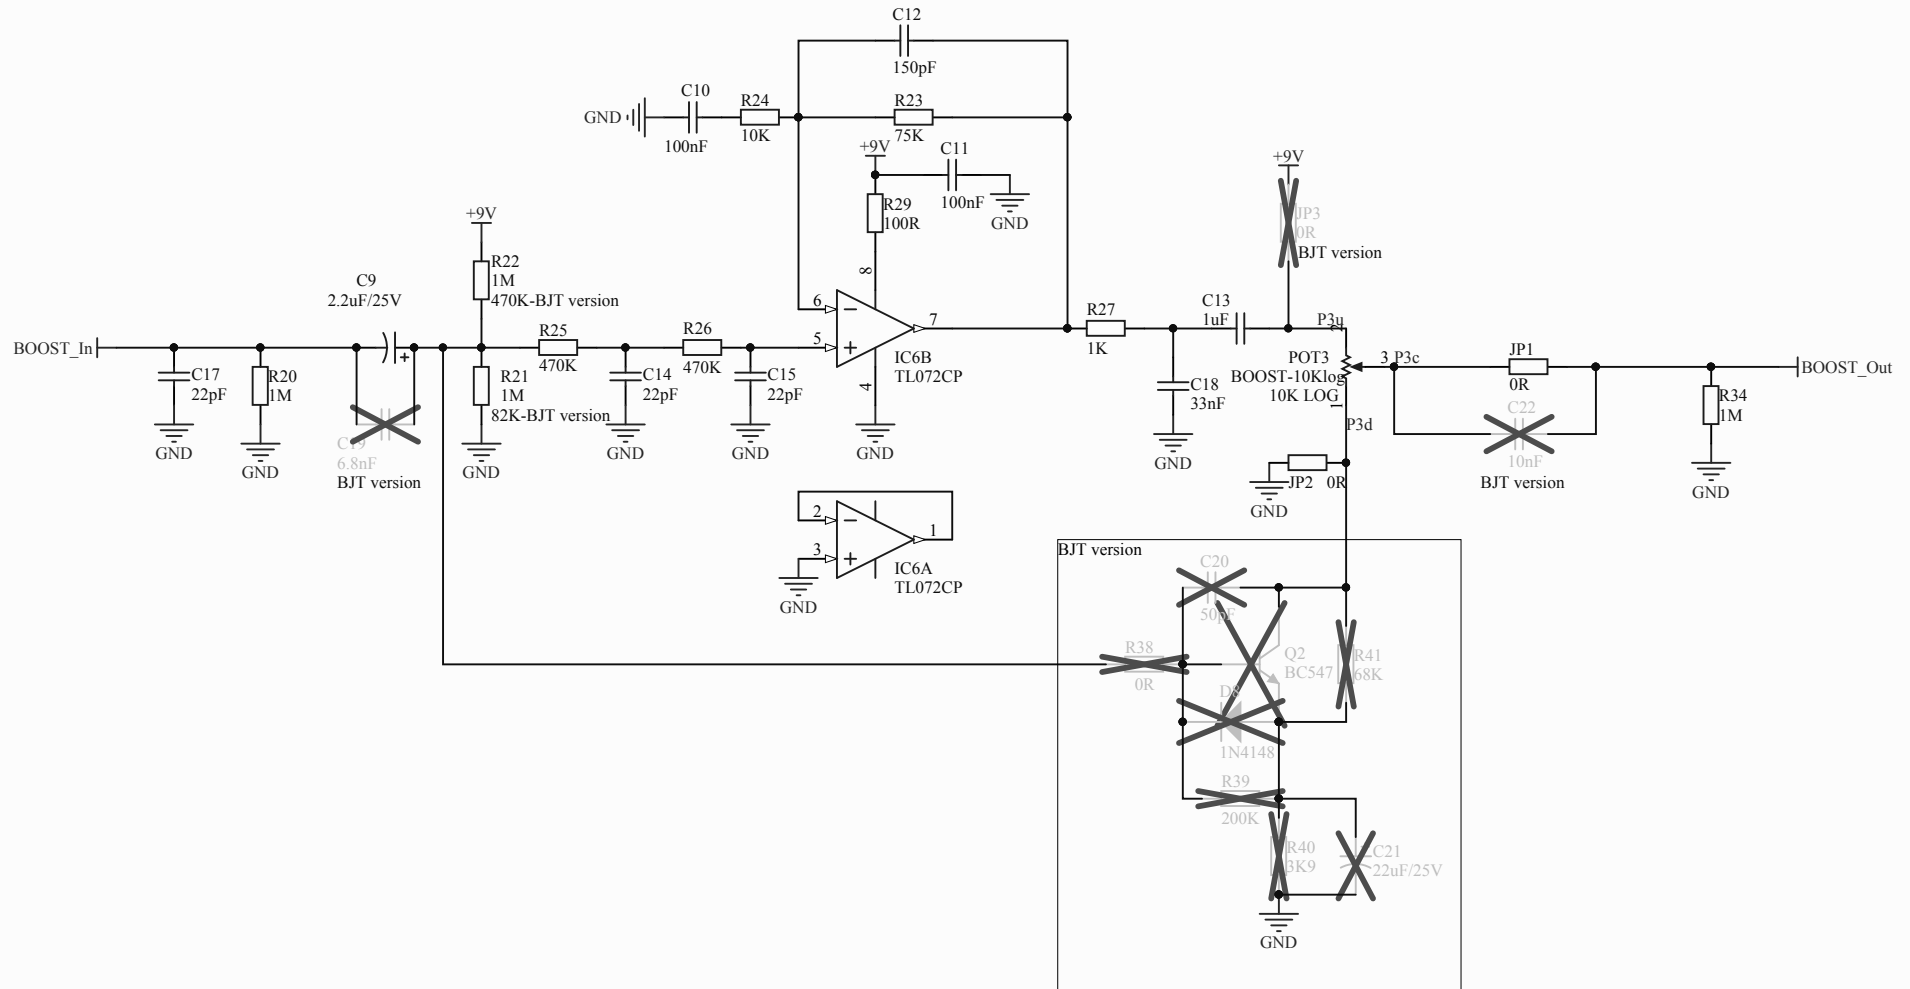 C12
150pF
C10
GND
100nF
R24
10K
R23
75K
+9V
C11
100nF
GND
R29
100R
8
+9V
JP3
0R
BJT version
+9V
R22
1M
470K-BJT version
C9
2.2uF/25V
+
BOOST_In
C17
22pF
GND
R20
1M
GND
C19
6.8nF
BJT version
R21
1M
82K-BJT version
GND
R25
470K
C14
22pF
GND
R26
470K
C15
22pF
GND
6
5
7
4
IC6B
TL072CP
GND
R27
1K
C18
33nF
GND
C13
1uF
P3u
2
POT3
BOOST-10Klog
10K LOG
1
P3d
3 P3c
JP1
0R
C22
10nF
BJT version
BOOST_Out
R34
1M
GND
JP2 0R
GND
2
3
1
IC6A
TL072CP
GND
BJT version
C20
50pF
R38
0R
Q2
BC547
R41
68K
D8
1N4148
R39
200K
R40
3K9
C21
22uF/25V
GND